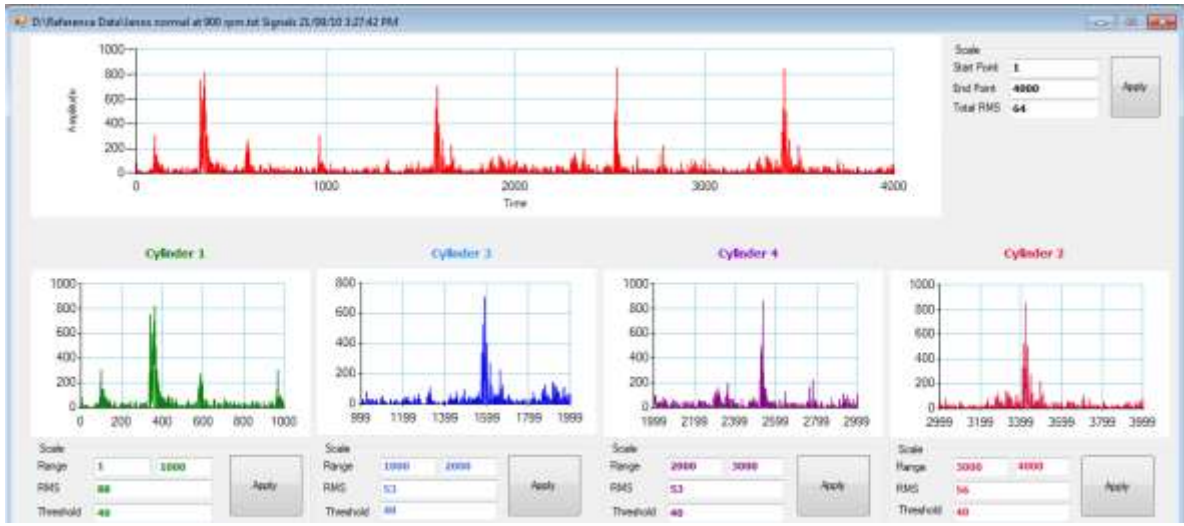 D:\Reference Data\Janos normal at 900 rpm.txt Signals 21/09/10 3:27:42 PM
1000
800
600
400
200
0
Amplitude
0 1000 2000 3000 4000
Time
Scale
Start Point 1
End Point 4000
Total RMS 64
Apply
Cylinder 1
1000
800
600
400
200
0
0 200 400 600 800 1000
Scale
Range 1 1000
RMS 88
Threshold 40
Apply
Cylinder 3
800
600
400
200
0
999 1199 1399 1599 1799 1999
Scale
Range 1000 2000
RMS 53
Threshold 40
Apply
Cylinder 4
1000
800
600
400
200
0
1999 2199 2399 2599 2799 2999
Scale
Range 2000 3000
RMS 53
Threshold 40
Apply
Cylinder 2
1000
800
600
400
200
0
2999 3199 3399 3599 3799 3999
Scale
Range 3000 4000
RMS 56
Threshold 40
Apply